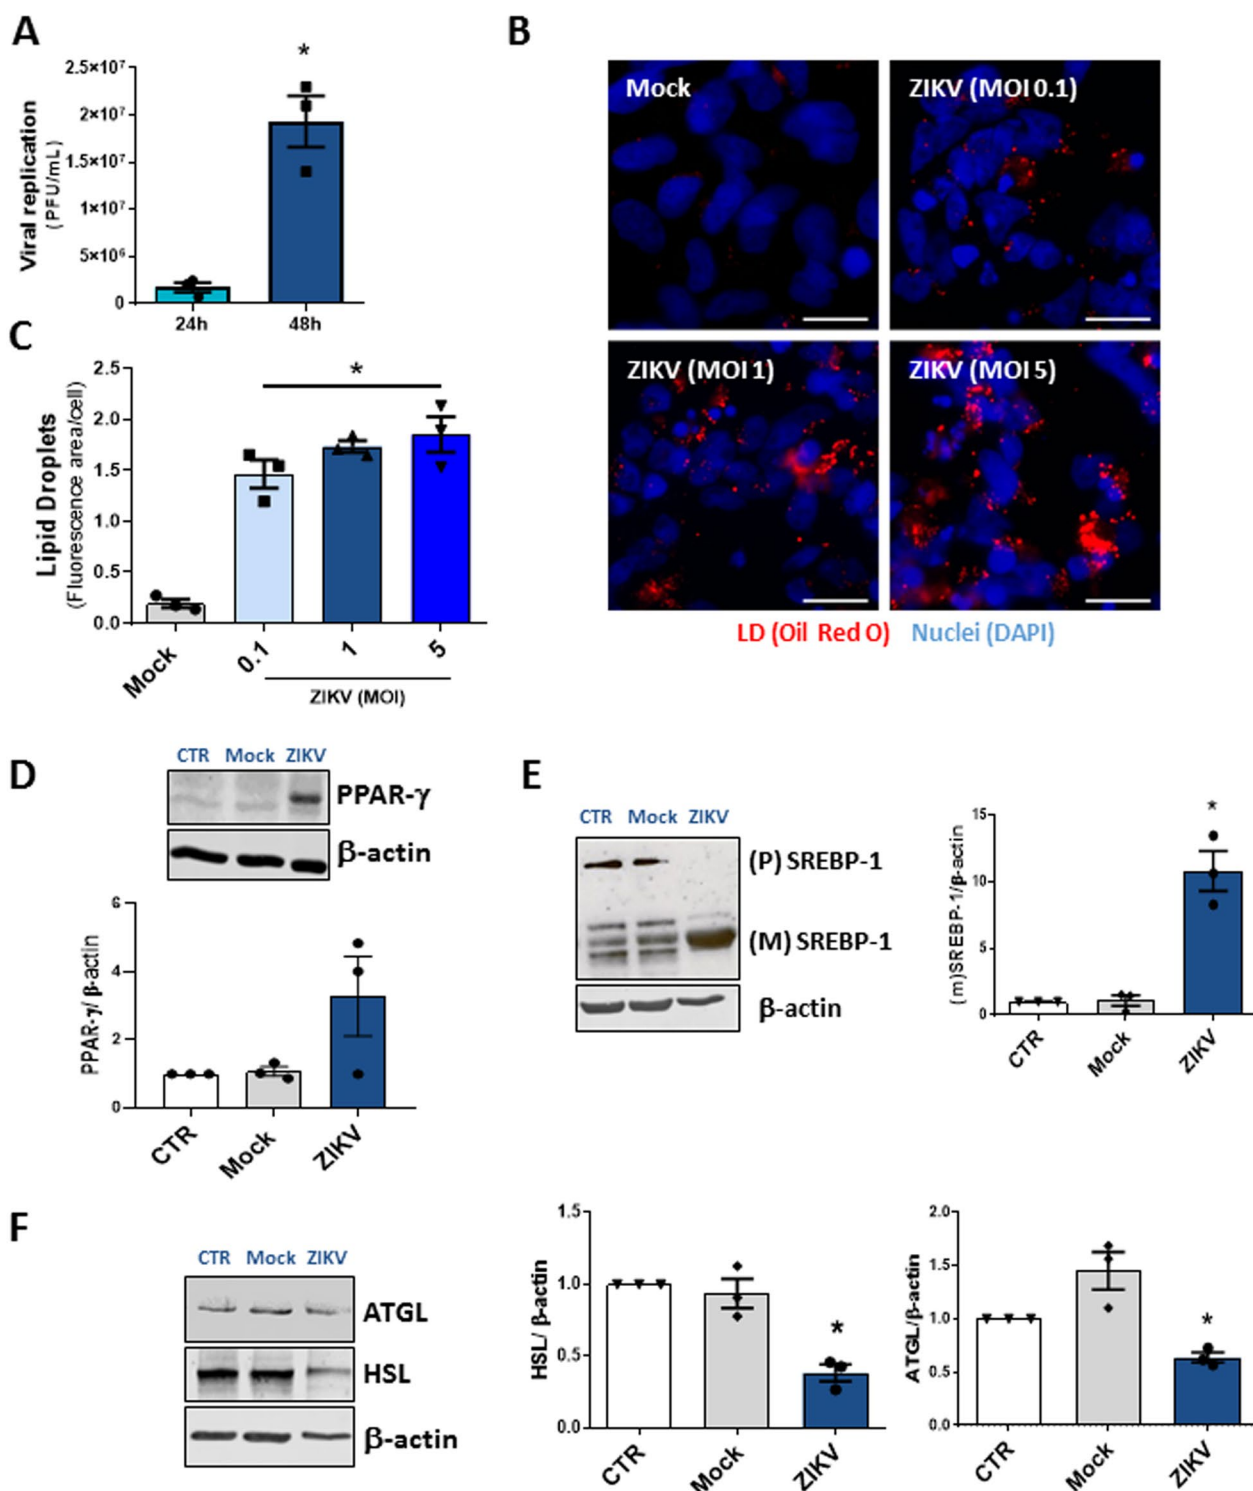 A
Viral replication
(PFU/mL)
2.5×10⁷
2×10⁷
1.5×10⁷
1×10⁷
5×10⁶
0
*
24h
48h
B
Mock
ZIKV (MOI 0.1)
ZIKV (MOI 1)
ZIKV (MOI 5)
LD (Oil Red O) Nuclei (DAPI)
C
Lipid Droplets
(Fluorescence area/cell)
2.5
2.0
1.5
1.0
0.5
0.0
*
Mock
0.1
1
5
ZIKV (MOI)
D
CTR Mock ZIKV
PPAR-γ
β-actin
PPAR-γ/ β-actin
6
4
2
0
CTR
Mock
ZIKV
E
CTR Mock ZIKV
(P) SREBP-1
(M) SREBP-1
β-actin
(m)SREBP-1/β-actin
15
10
5
0
*
CTR
Mock
ZIKV
F
CTR Mock ZIKV
ATGL
HSL
β-actin
HSL/ β-actin
1.5
1.0
0.5
0.0
*
CTR
Mock
ZIKV
ATGL/β-actin
2.0
1.5
1.0
0.5
0.0
*
CTR
Mock
ZIKV